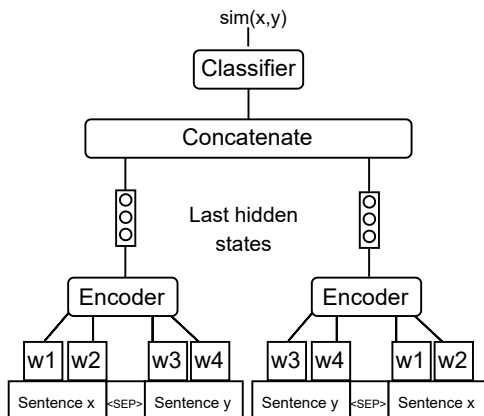 sim(x,y)
Classifier
Concatenate
Last hidden
states
Encoder Encoder
w1 w2 w3 w4 w3 w4 w1 w2
Sentence x <SEP> Sentence y Sentence y <SEP> Sentence x